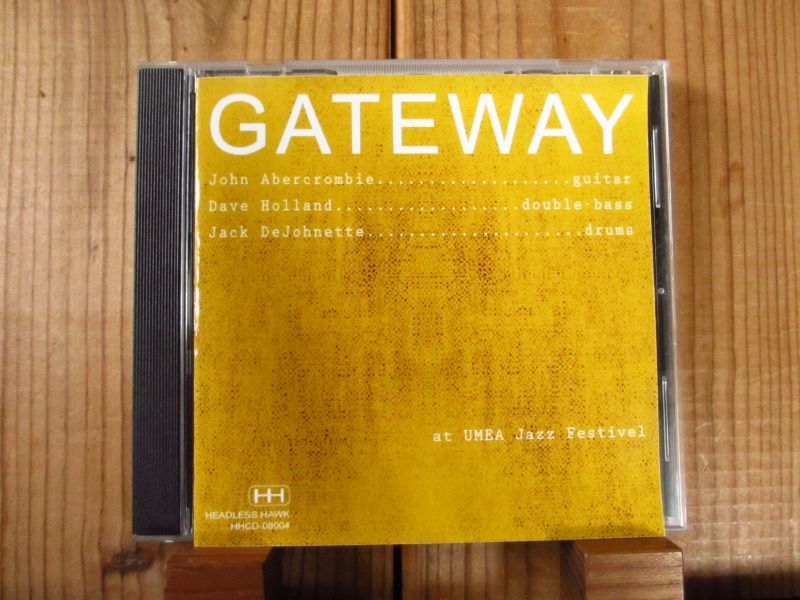 GATEWAY
John Abercrombie...................guitar
Dave Holland..................double-bass
Jack DeJohnette.....................drums
at UMEA Jazz Festivel
HH
HEADLESS HAWK
HHCD-08004